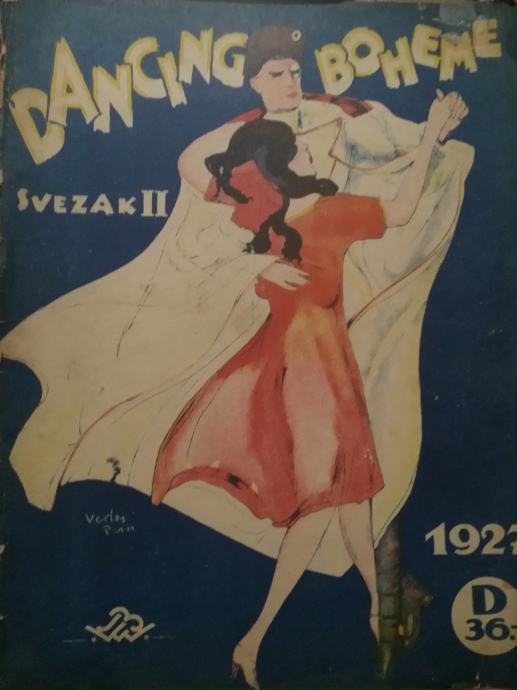 DANCING BOHEME
SVEZAK II
1927
D
36.-